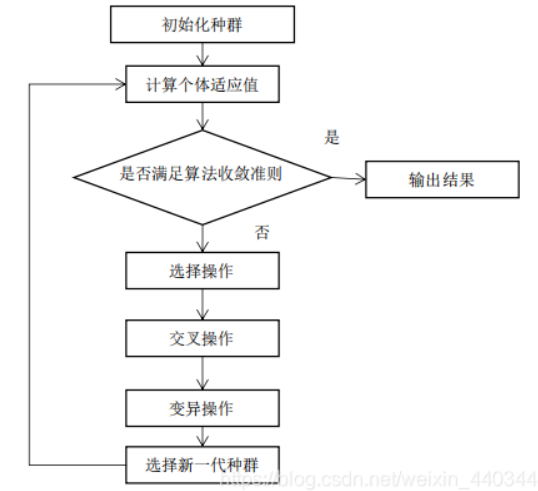 初始化种群
计算个体适应值
是
是否满足算法收敛准则
输出结果
否
选择操作
交叉操作
变异操作
选择新一代种群
https://blog.csdn.net/weixin_440344